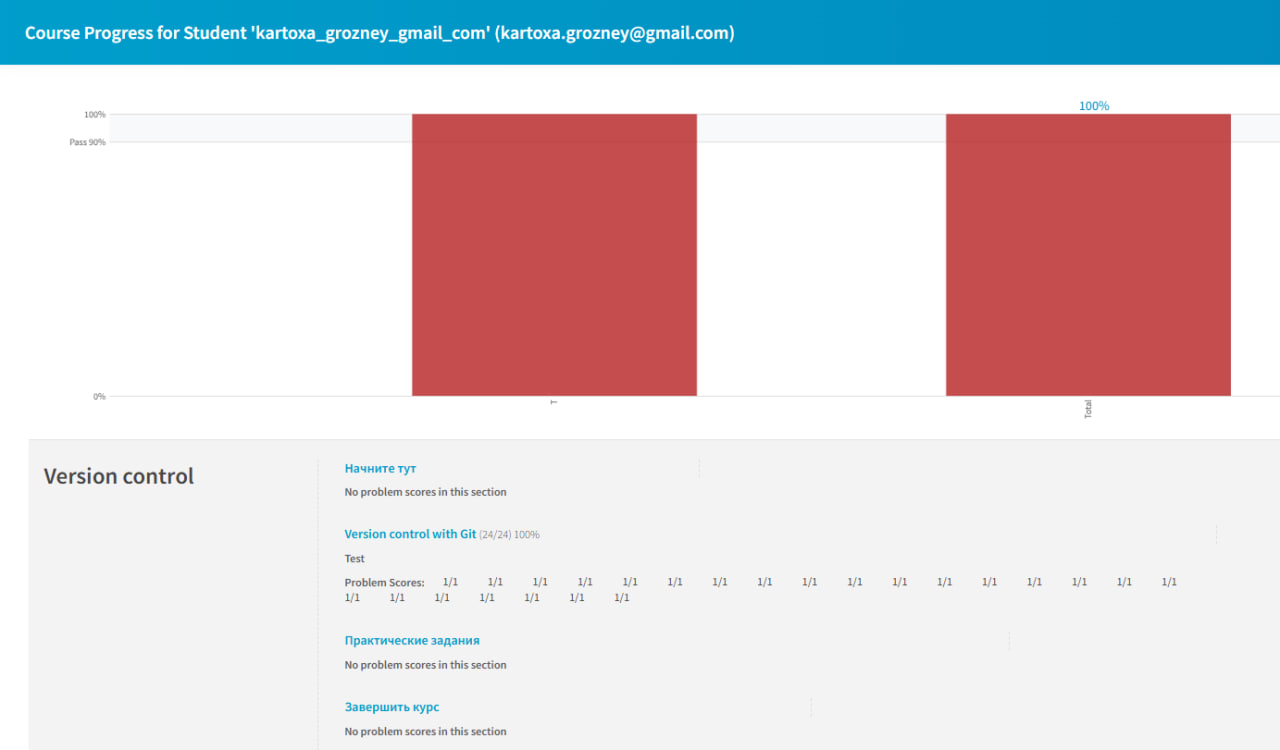 Course Progress for Student 'kartoxa_grozney_gmail_com' (kartoxa.grozney@gmail.com)
100%
100%
Pass 90%
0%
T
Total
Version control
Начните тут
No problem scores in this section
Version control with Git (24/24) 100%
Test
Problem Scores: 1/1 1/1 1/1 1/1 1/1 1/1 1/1 1/1 1/1 1/1 1/1 1/1 1/1 1/1 1/1 1/1 1/1
1/1 1/1 1/1 1/1 1/1 1/1 1/1
Практические задания
No problem scores in this section
Завершить курс
No problem scores in this section